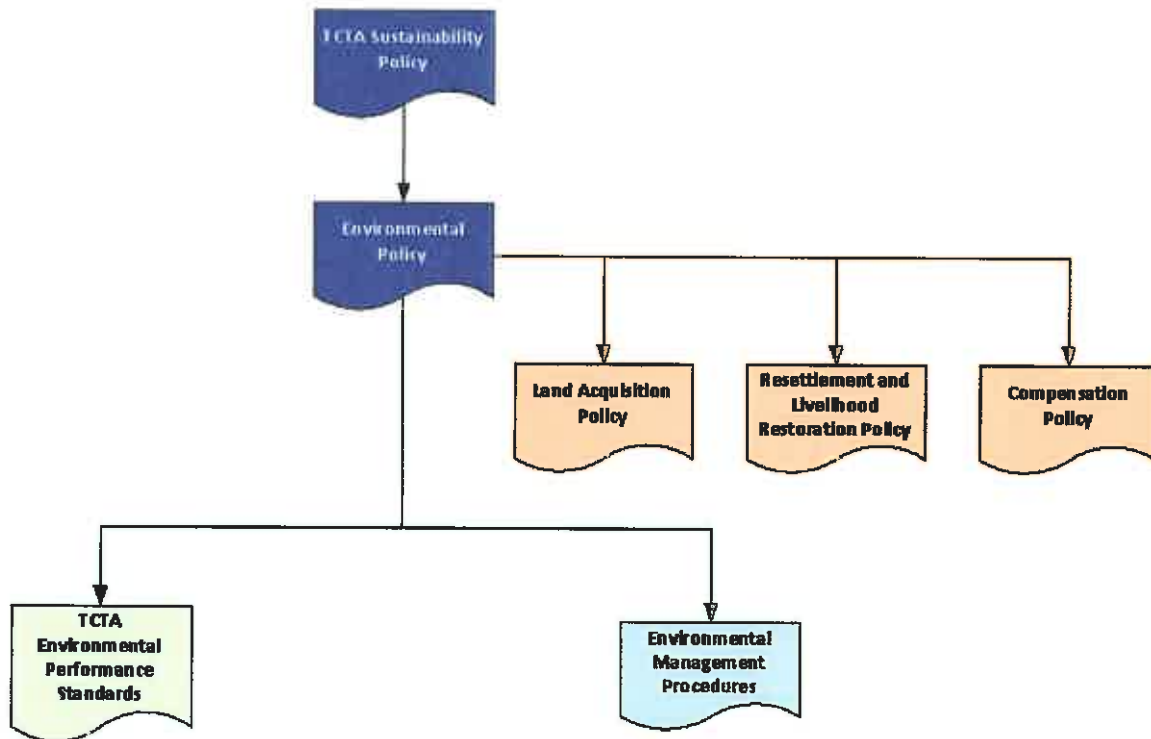 TCTA Sustainability
Policy
Environmental
Policy
Land Acquisition
Policy
Resettlement and
Livelihood
Restoration Policy
Compensation
Policy
TCTA
Environmental
Performance
Standards
Environmental
Management
Procedures